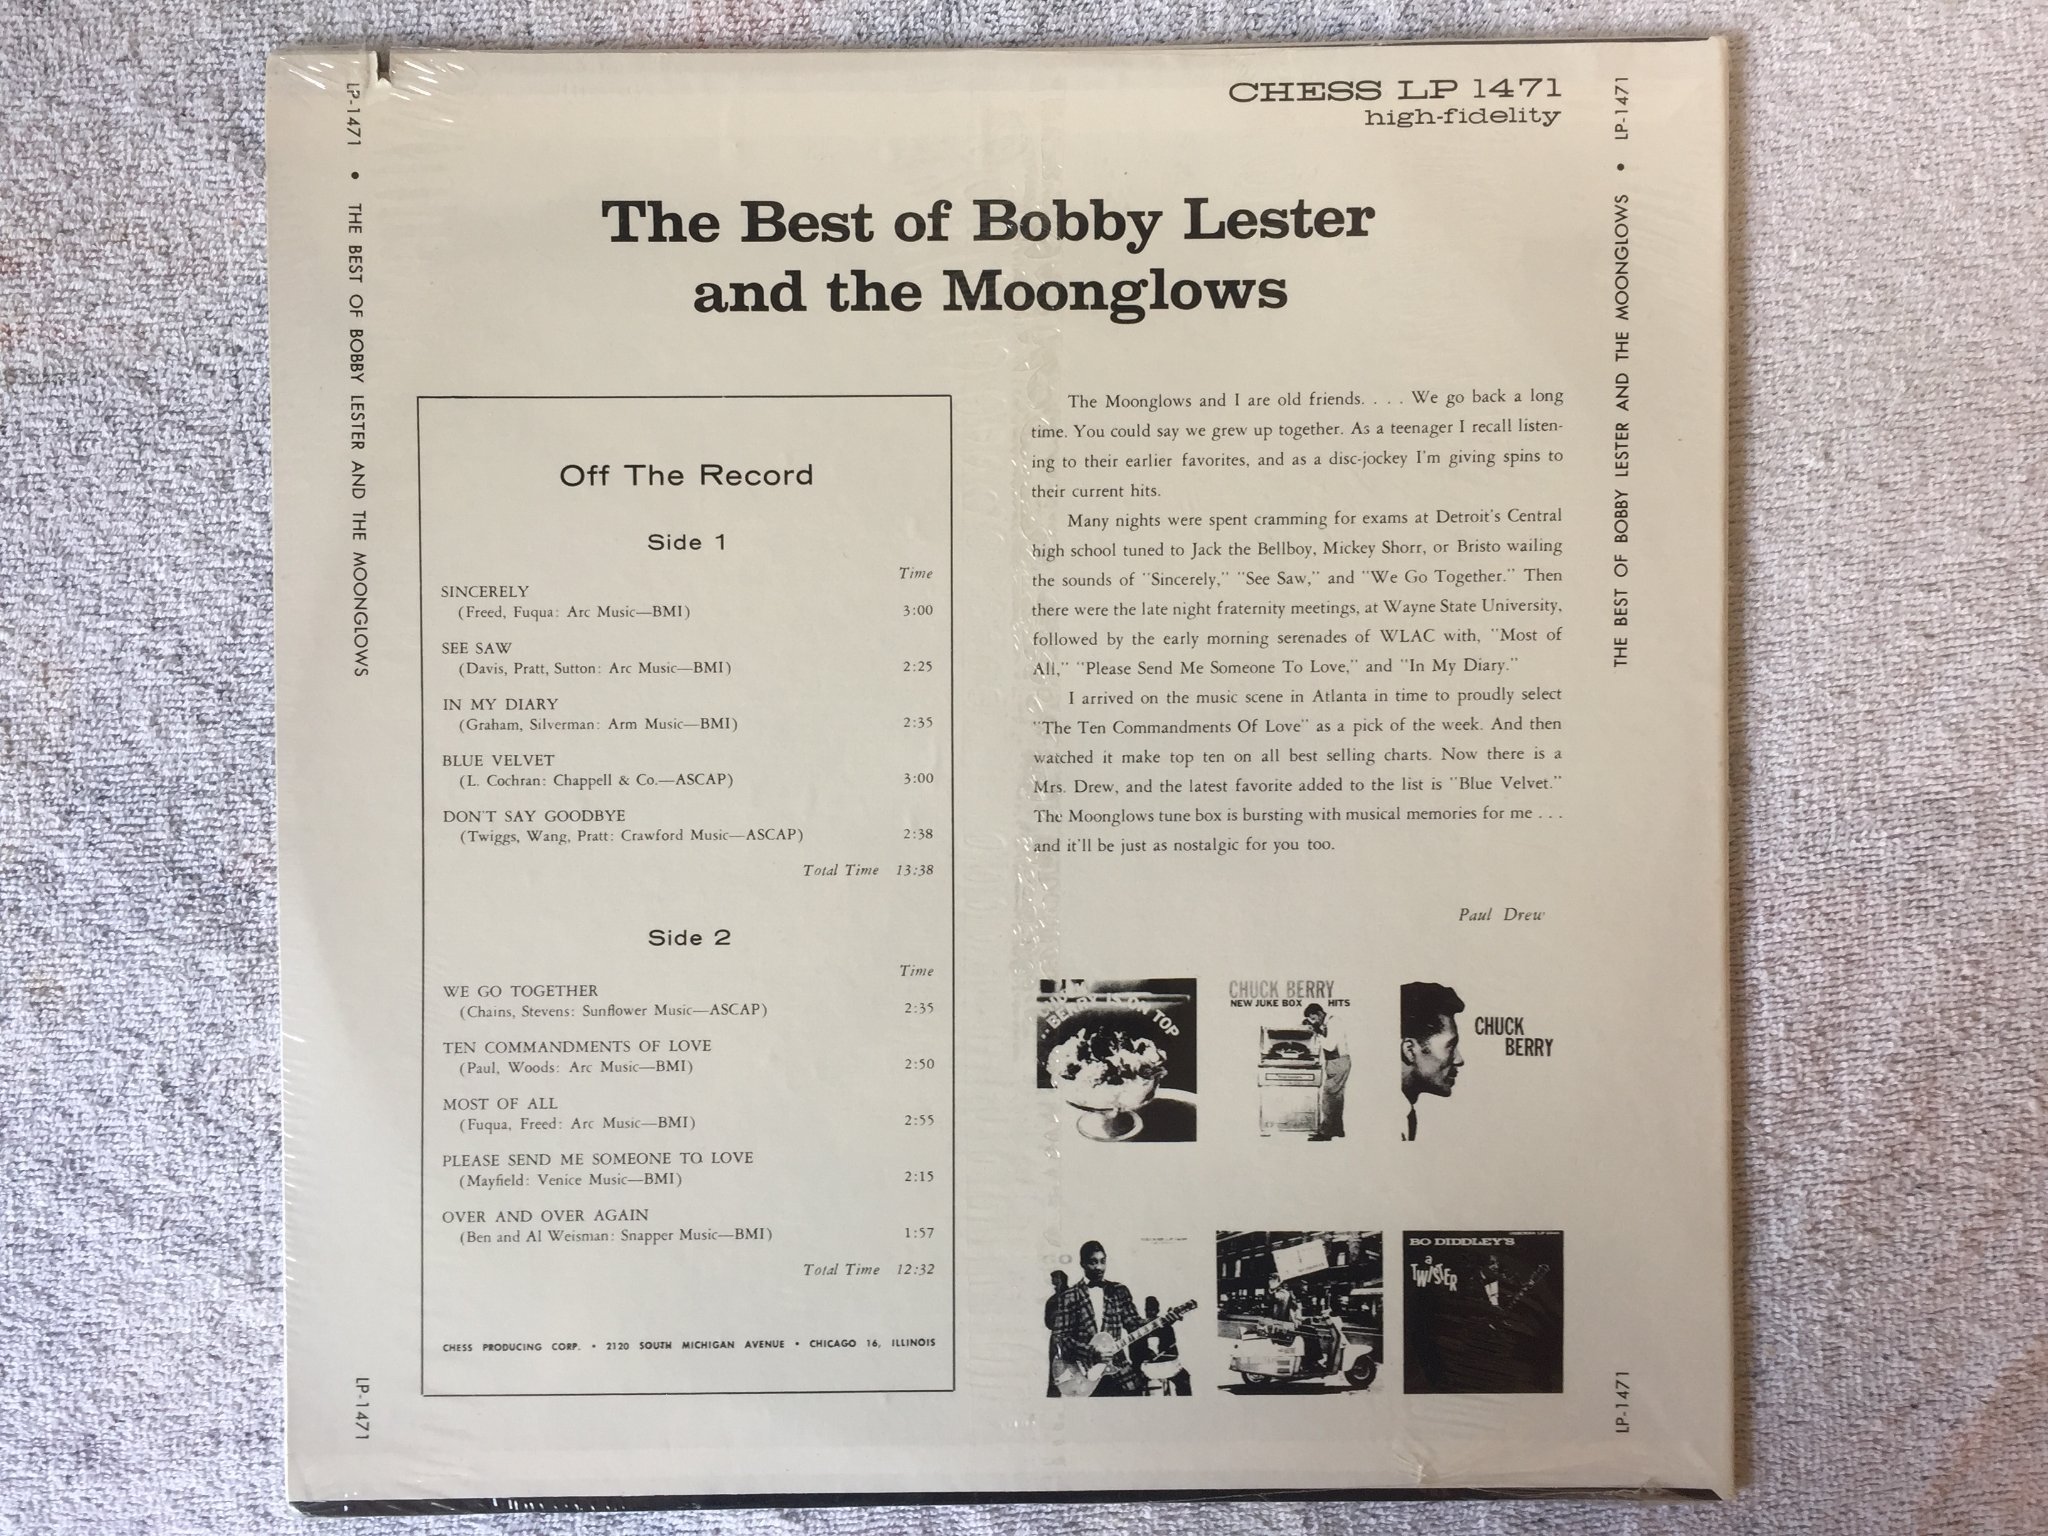 CHESS LP 1471
high-fidelity
The Best of Bobby Lester
and the Moonglows
LP-1471 • THE BEST OF BOBBY LESTER AND THE MOONGLOWS
LP-1471
Off The Record
Side 1
Time
SINCERELY
(Freed, Fuqua: Arc Music—BMI) 3:00
SEE SAW
(Davis, Pratt, Sutton: Arc Music—BMI) 2:25
IN MY DIARY
(Graham, Silverman: Arm Music—BMI) 2:35
BLUE VELVET
(L. Cochran: Chappell & Co.—ASCAP) 3:00
DON'T SAY GOODBYE
(Twiggs, Wang, Pratt: Crawford Music—ASCAP) 2:38
Total Time 13:38
Side 2
Time
WE GO TOGETHER
(Chains, Stevens: Sunflower Music—ASCAP) 2:35
TEN COMMANDMENTS OF LOVE
(Paul, Woods: Arc Music—BMI) 2:50
MOST OF ALL
(Fuqua, Freed: Arc Music—BMI) 2:55
PLEASE SEND ME SOMEONE TO LOVE
(Mayfield: Venice Music—BMI) 2:15
OVER AND OVER AGAIN
(Ben and Al Weisman: Snapper Music—BMI) 1:57
Total Time 12:32
CHESS PRODUCING CORP. • 2120 SOUTH MICHIGAN AVENUE • CHICAGO 16, ILLINOIS
The Moonglows and I are old friends. . . . We go back a long
time. You could say we grew up together. As a teenager I recall listen-
ing to their earlier favorites, and as a disc-jockey I'm giving spins to
their current hits.
Many nights were spent cramming for exams at Detroit's Central
high school tuned to Jack the Bellboy, Mickey Shorr, or Bristo wailing
the sounds of "Sincerely," "See Saw," and "We Go Together." Then
there were the late night fraternity meetings, at Wayne State University,
followed by the early morning serenades of WLAC with, "Most of
All," "Please Send Me Someone To Love," and "In My Diary."
I arrived on the music scene in Atlanta in time to proudly select
"The Ten Commandments Of Love" as a pick of the week. And then
watched it make top ten on all best selling charts. Now there is a
Mrs. Drew, and the latest favorite added to the list is "Blue Velvet."
The Moonglows tune box is bursting with musical memories for me . . .
and it'll be just as nostalgic for you too.
Paul Drew
BERRY IS ON TOP
CHUCK BERRY
NEW JUKE BOX HITS
CHUCK
BERRY
BO DIDDLEY'S
a
TWISTER
THE BEST OF BOBBY LESTER AND THE MOONGLOWS • LP-1471
LP-1471